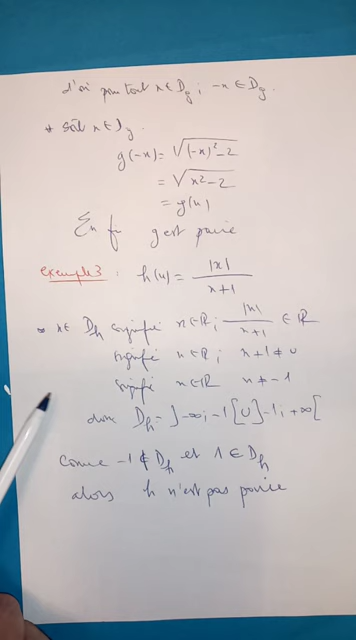 d'où pour tout x ∈ D_g ; -x ∈ D_g.
* soit x ∈ D_g.
g(-x) = √((-x)² - 2)
= √(x² - 2)
= g(x)
g est paire
exemple 3 : h(x) = |x| / (x+1)
* x ∈ D_h signifie x ∈ ℝ ; |x| / (x+1) ∈ ℝ
signifie x ∈ ℝ ; x+1 ≠ 0
signifie x ∈ ℝ x ≠ -1
donc D_h = ]-∞; -1[ ∪ ]-1; +∞[
comme -1 ∉ D_h et 1 ∈ D_h
alors h n'est pas paire